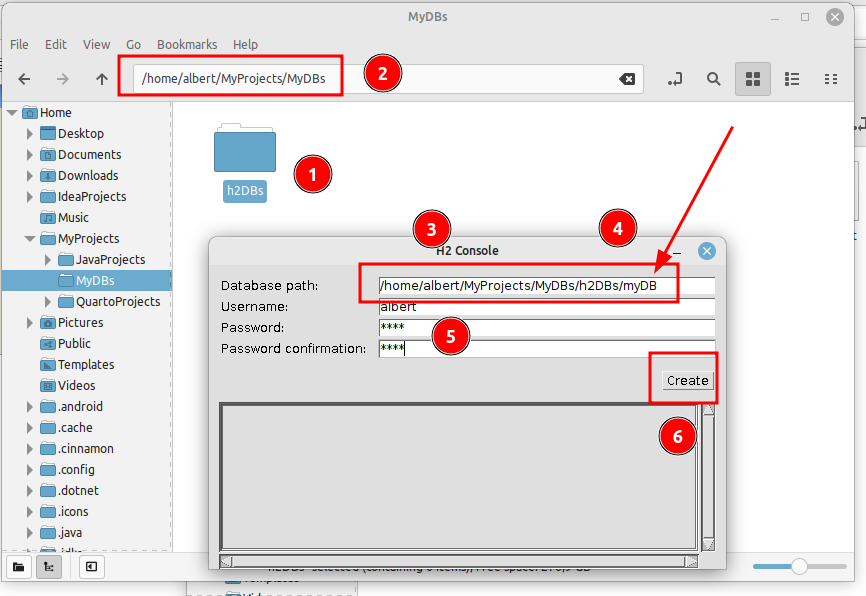 MyDBs
File Edit View Go Bookmarks Help
/home/albert/MyProjects/MyDBs
2
Home
Desktop
Documents
Downloads
IdeaProjects
Music
MyProjects
JavaProjects
MyDBs
QuartoProjects
Pictures
Public
Templates
Videos
.android
.cache
.cinnamon
.config
.dotnet
.icons
.java
h2DBs
1
3
4
H2 Console
Database path: /home/albert/MyProjects/MyDBs/h2DBs/myDB
Username: albert
Password: ****
Password confirmation: ****
5
Create
6